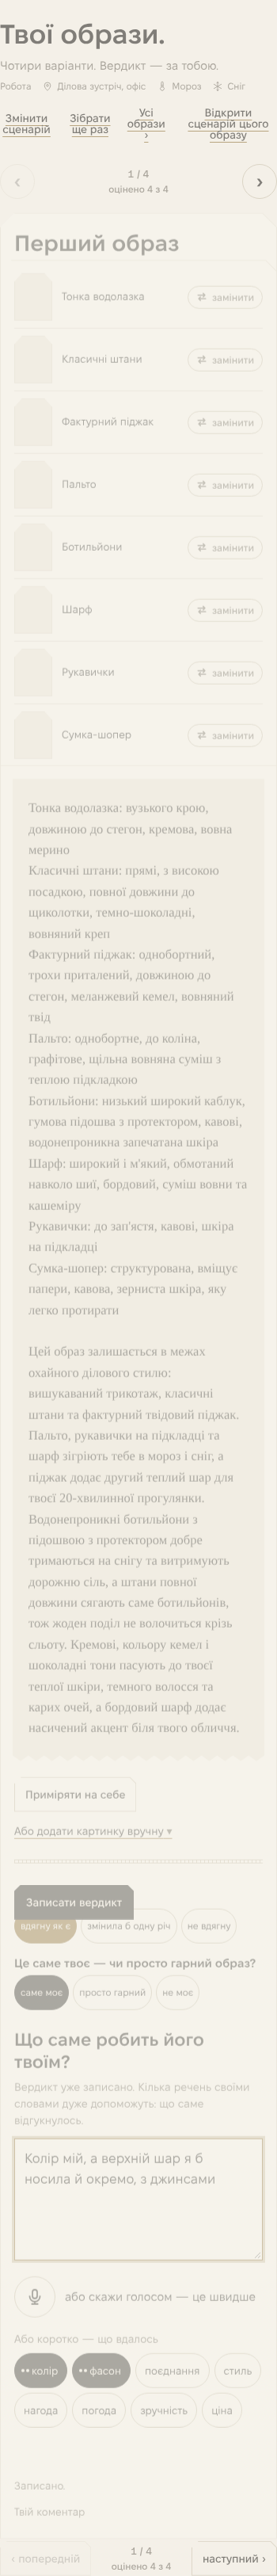 Твої образи.
Чотири варіанти. Вердикт — за тобою.
Робота Ділова зустріч, офіс Мороз Сніг
Змінити сценарій
Зібрати ще раз
Усі образи ›
Відкрити сценарій цього образу
‹
1 / 4
оцінено 4 з 4
›
Перший образ
Тонка водолазка ⇄ замінити
Класичні штани ⇄ замінити
Фактурний піджак ⇄ замінити
Пальто ⇄ замінити
Ботильйони ⇄ замінити
Шарф ⇄ замінити
Рукавички ⇄ замінити
Сумка-шопер ⇄ замінити
Тонка водолазка: вузького крою,
довжиною до стегон, кремова, вовна
мерино
Класичні штани: прямі, з високою
посадкою, повної довжини до
щиколотки, темно-шоколадні,
вовняний креп
Фактурний піджак: однобортний,
трохи приталений, довжиною до
стегон, меланжевий кемел, вовняний
твід
Пальто: однобортне, до коліна,
графітове, щільна вовняна суміш з
теплою підкладкою
Ботильйони: низький широкий каблук,
гумова підошва з протектором, кавові,
водонепроникна запечатана шкіра
Шарф: широкий і м'який, обмотаний
навколо шиї, бордовий, суміш вовни та
кашеміру
Рукавички: до зап'ястя, кавові, шкіра
на підкладці
Сумка-шопер: структурована, вміщує
папери, кавова, зерниста шкіра, яку
легко протирати
Цей образ залишається в межах
охайного ділового стилю:
вишукаваний трикотаж, класичні
штани та фактурний твідовий піджак.
Пальто, рукавички на підкладці та
шарф зігріють тебе в мороз і сніг, а
піджак додає другий теплий шар для
твоєї 20-хвилинної прогулянки.
Водонепроникні ботильйони з
підошвою з протектором добре
тримаються на снігу та витримують
дорожню сіль, а штани повної
довжини сягають саме ботильйонів,
тож жоден поділ не волочиться крізь
сльоту. Кремові, кольору кемел і
шоколадні тони пасують до твоєї
теплої шкіри, темного волосся та
карих очей, а бордовий шарф додає
насичений акцент біля твого обличчя.
Приміряти на себе
Або додати картинку вручну ▾
Записати вердикт
вдягну як є змінила б одну річ не вдягну
Це саме твоє — чи просто гарний образ?
саме моє просто гарний не моє
Що саме робить його
твоїм?
Вердикт уже записано. Кілька речень своїми
словами дуже допоможуть: що саме
відгукнулось.
Колір мій, а верхній шар я б
носила й окремо, з джинсами
або скажи голосом — це швидше
Або коротко — що вдалось
колір фасон поєднання стиль
нагода погода зручність ціна
Записано.
Твій коментар
‹ попередній
1 / 4
оцінено 4 з 4
наступний ›